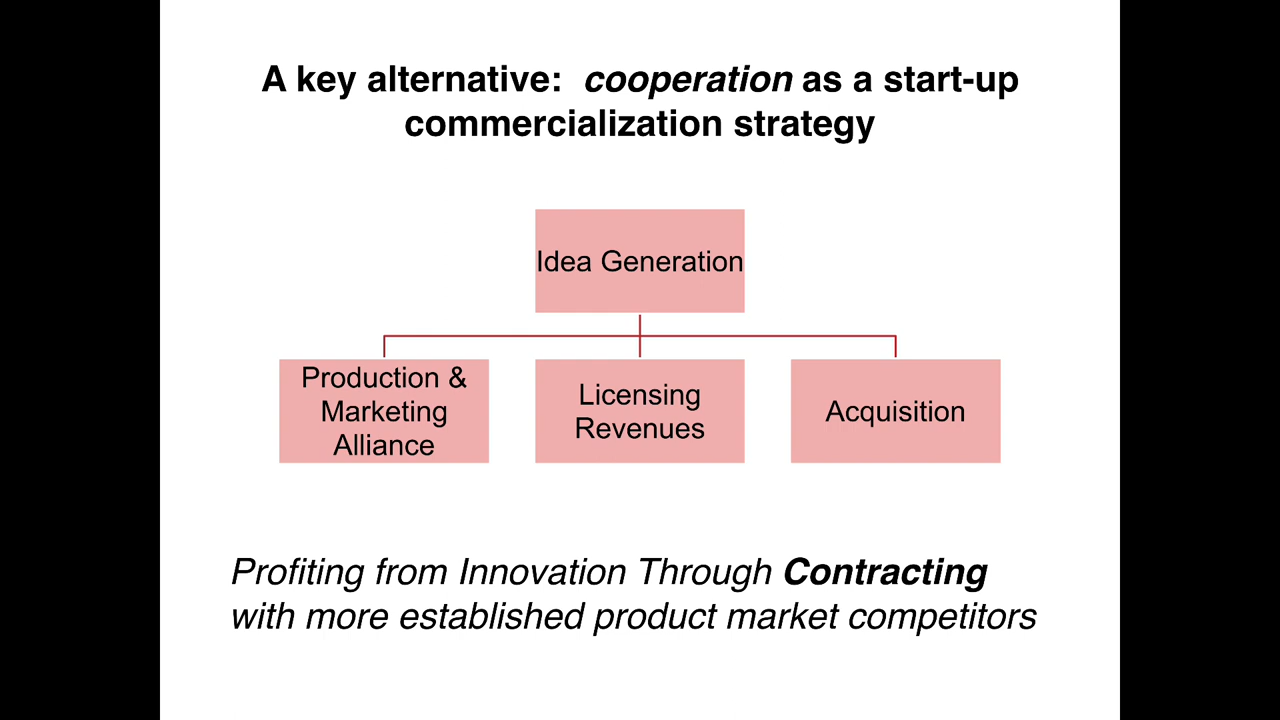 A key alternative: cooperation as a start-up
commercialization strategy
Idea Generation
Production &
Marketing
Alliance
Licensing
Revenues
Acquisition
Profiting from Innovation Through Contracting
with more established product market competitors